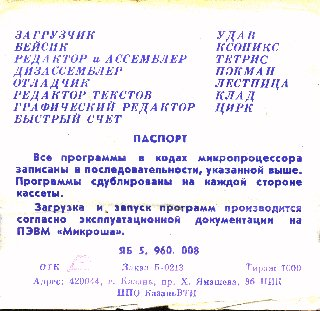 ЗАГРУЗЧИК УДАВ
БЕЙСИК КСОНИКС
РЕДАКТОР и АССЕМБЛЕР ТЕТРИС
ДИЗАССЕМБЛЕР ПЭКМАН
ОТЛАДЧИК ЛЕСТНИЦА
РЕДАКТОР ТЕКСТОВ КЛАД
ГРАФИЧЕСКИЙ РЕДАКТОР ЦИРК
БЫСТРЫЙ СЧЕТ
ПАСПОРТ
Все программы в кодах микропроцессора
записаны в последовательности, указанной выше.
Программы сдублированы на каждой стороне
кассеты.
Загрузка и запуск программ производится
согласно эксплуатационной документации на
ПЭВМ «Микроша».
ЯБ 5, 960. 008
ОТК Заказ Б-0213 Тираж 1000
Адрес: 420044, г. Казань, пр. Х. Ямашева, 36 ЦИК
НПО КазаньВТИ